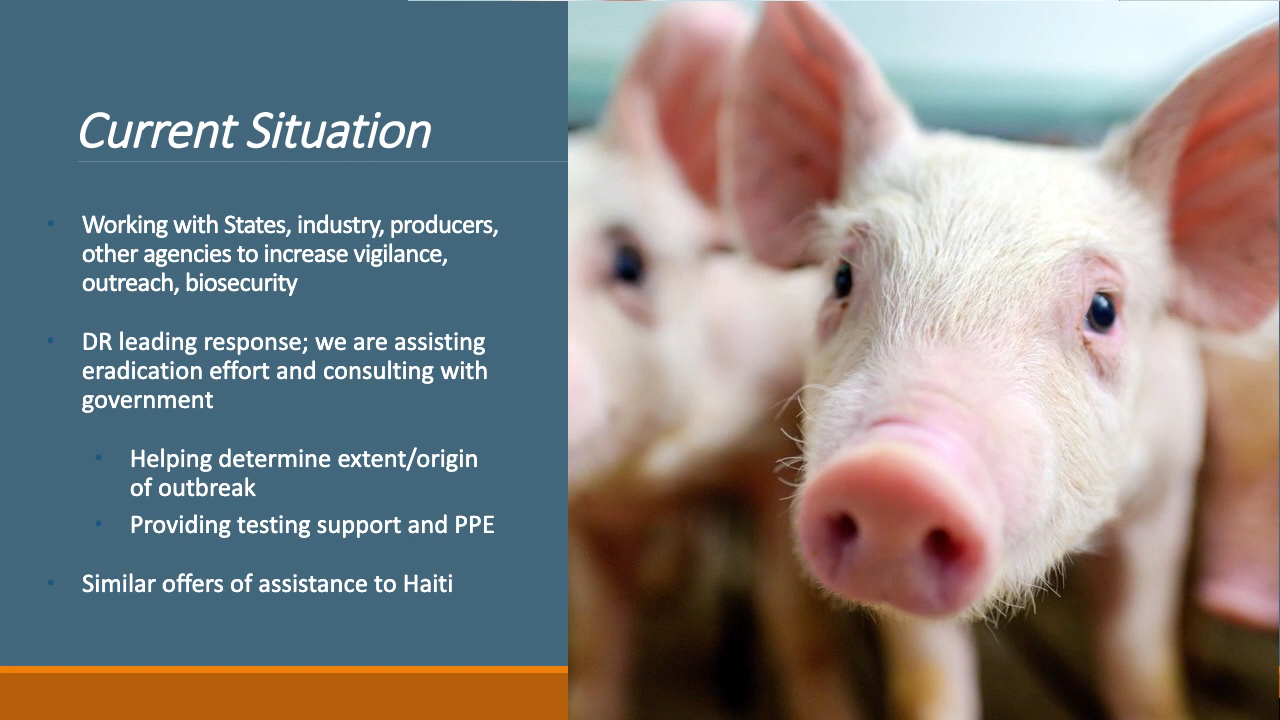 Current Situation
Working with States, industry, producers,
other agencies to increase vigilance,
outreach, biosecurity
DR leading response; we are assisting
eradication effort and consulting with
government
Helping determine extent/origin
of outbreak
Providing testing support and PPE
Similar offers of assistance to Haiti